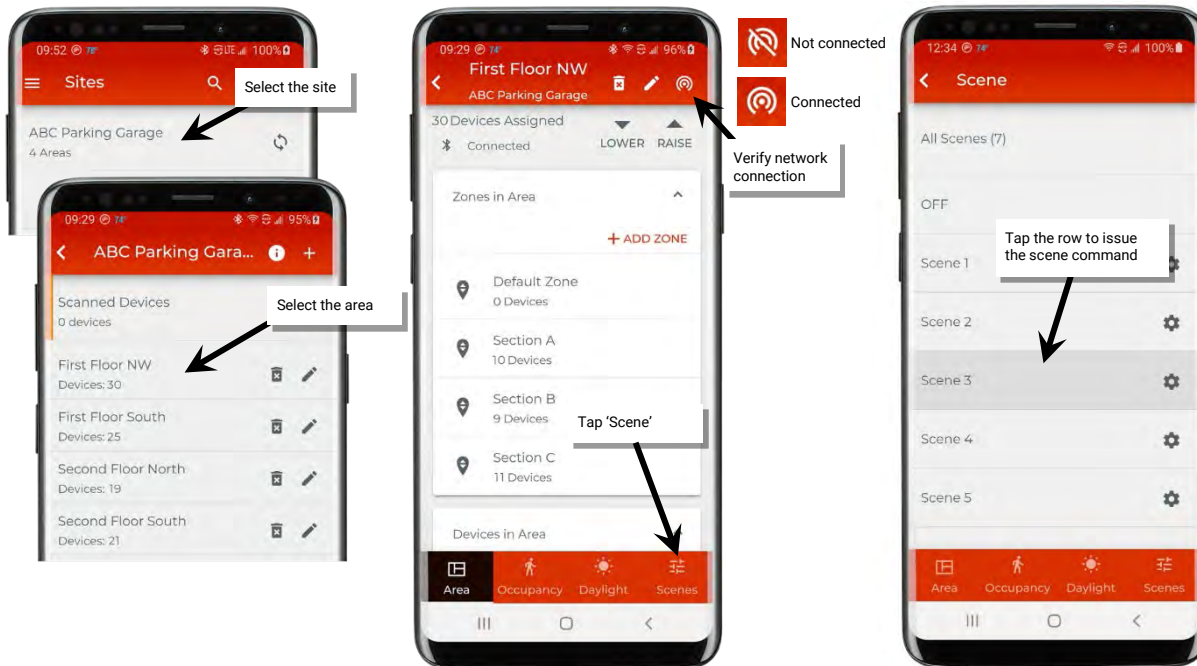 09:52 78° LTE 100%
Sites
Select the site
ABC Parking Garage
4 Areas
09:29 74° 95%
ABC Parking Gara...
Scanned Devices
0 devices
Select the area
First Floor NW
Devices: 30
First Floor South
Devices: 25
Second Floor North
Devices: 19
Second Floor South
Devices: 21
09:29 74° 96%
First Floor NW
ABC Parking Garage
30 Devices Assigned
Connected
LOWER RAISE
Zones in Area
+ ADD ZONE
Default Zone
0 Devices
Section A
10 Devices
Section B
9 Devices
Tap ‘Scene’
Section C
11 Devices
Devices in Area
Area Occupancy Daylight Scenes
Not connected
Connected
Verify network
connection
12:34 74° 100%
Scene
All Scenes (7)
OFF
Tap the row to issue
the scene command
Scene 1
Scene 2
Scene 3
Scene 4
Scene 5
Area Occupancy Daylight Scenes